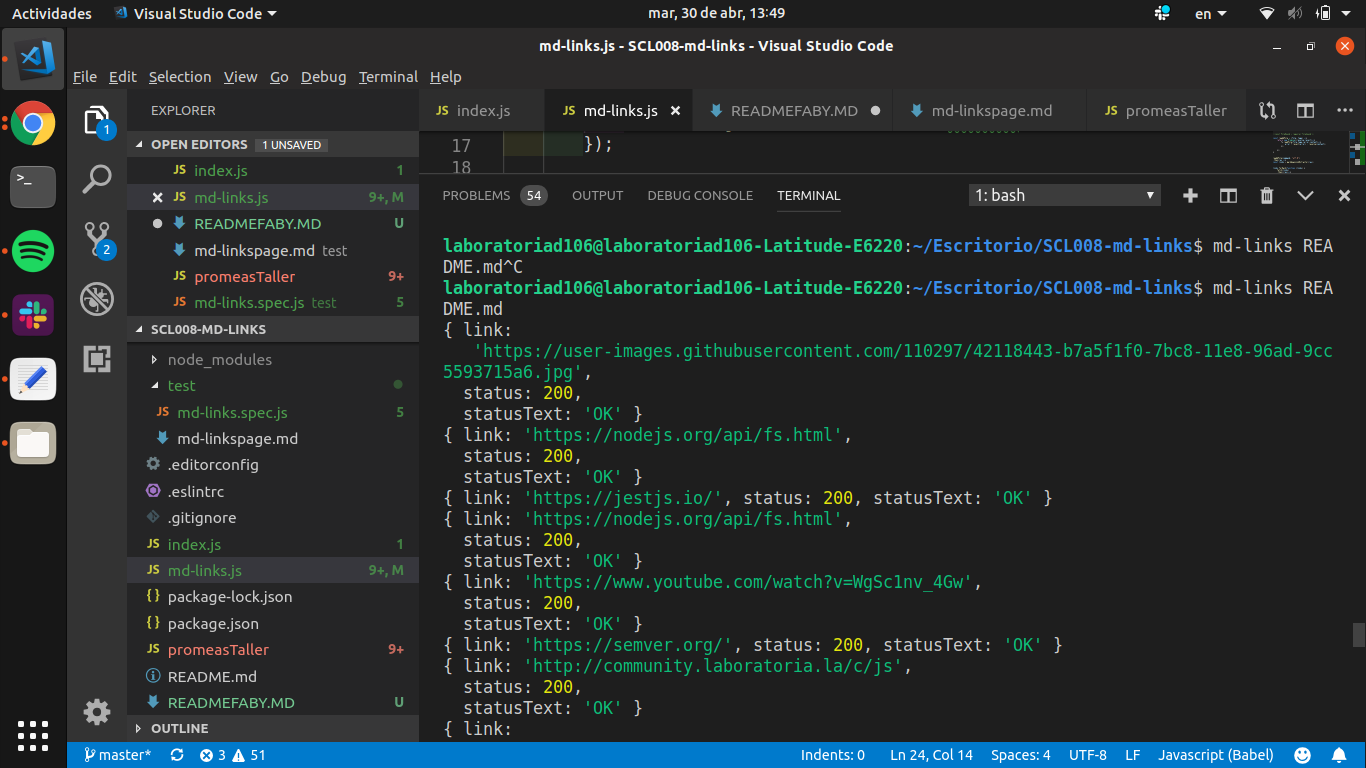 Actividades Visual Studio Code mar, 30 de abr, 13:49 en
md-links.js - SCL008-md-links - Visual Studio Code
File Edit Selection View Go Debug Terminal Help
EXPLORER
OPEN EDITORS 1 UNSAVED
JS index.js 1
JS md-links.js 9+, M
READMEFABY.MD U
md-linkspage.md test
JS promeasTaller 9+
JS md-links.spec.js test 5
SCL008-MD-LINKS
node_modules
test
JS md-links.spec.js 5
md-linkspage.md
.editorconfig
.eslintrc
.gitignore
JS index.js 1
JS md-links.js 9+, M
{ } package-lock.json
{ } package.json
JS promeasTaller 9+
README.md
READMEFABY.MD U
OUTLINE
1
2
JS index.js JS md-links.js READMEFABY.MD md-linkspage.md JS promeasTaller
17 });
18
PROBLEMS 54 OUTPUT DEBUG CONSOLE TERMINAL 1: bash
laboratoriad106@laboratoriad106-Latitude-E6220:~/Escritorio/SCL008-md-links$ md-links REA
DME.md^C
laboratoriad106@laboratoriad106-Latitude-E6220:~/Escritorio/SCL008-md-links$ md-links REA
DME.md
{ link:
'https://user-images.githubusercontent.com/110297/42118443-b7a5f1f0-7bc8-11e8-96ad-9cc
5593715a6.jpg',
status: 200,
statusText: 'OK' }
{ link: 'https://nodejs.org/api/fs.html',
status: 200,
statusText: 'OK' }
{ link: 'https://jestjs.io/', status: 200, statusText: 'OK' }
{ link: 'https://nodejs.org/api/fs.html',
status: 200,
statusText: 'OK' }
{ link: 'https://www.youtube.com/watch?v=WgSc1nv_4Gw',
status: 200,
statusText: 'OK' }
{ link: 'https://semver.org/', status: 200, statusText: 'OK' }
{ link: 'http://community.laboratoria.la/c/js',
status: 200,
statusText: 'OK' }
{ link:
master* 3 51 Indents: 0 Ln 24, Col 14 Spaces: 4 UTF-8 LF Javascript (Babel)